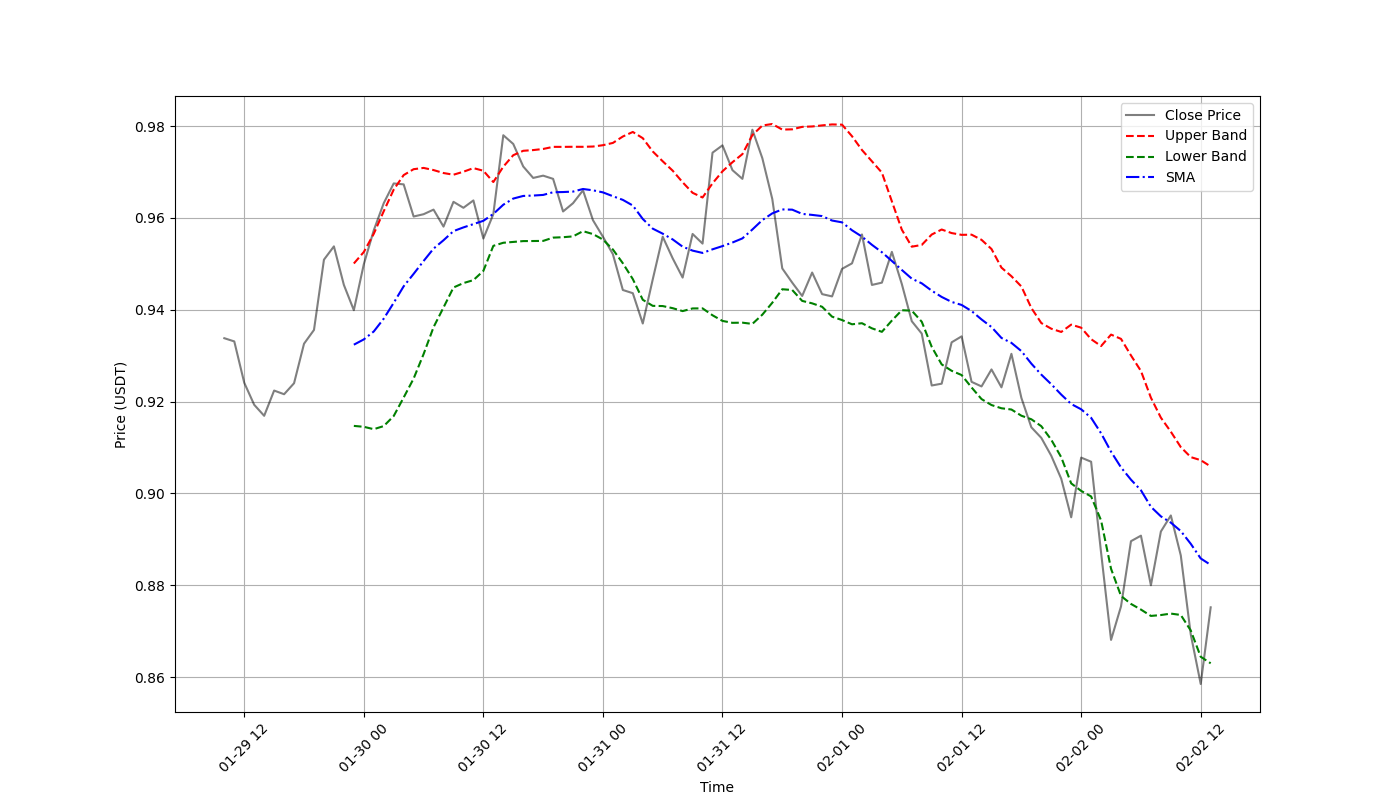 Close Price
Upper Band
Lower Band
SMA
0.98
0.96
0.94
0.92
0.90
0.88
0.86
Price (USDT)
01-29 12
01-30 00
01-30 12
01-31 00
01-31 12
02-01 00
02-01 12
02-02 00
02-02 12
Time